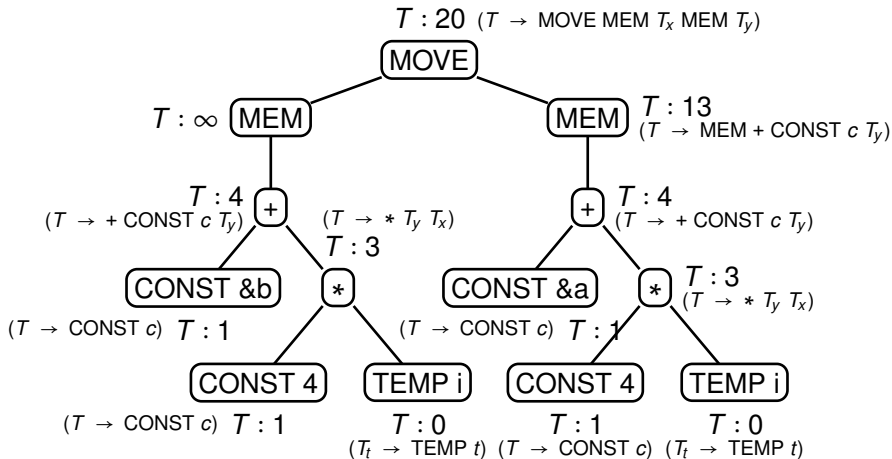 T : 20 (T → MOVE MEM Tx MEM Ty)
MOVE
T : ∞ MEM
MEM T : 13
(T → MEM + CONST c Ty)
T : 4
(T → + CONST c Ty)
+
(T → * Ty Tx)
T : 3
+
T : 4
(T → + CONST c Ty)
CONST &b
*
CONST &a
*
T : 3
(T → * Ty Tx)
(T → CONST c) T : 1
(T → CONST c) T : 1
CONST 4
TEMP i
CONST 4
TEMP i
(T → CONST c) T : 1
T : 0
(Tt → TEMP t)
T : 1
(T → CONST c)
T : 0
(Tt → TEMP t)